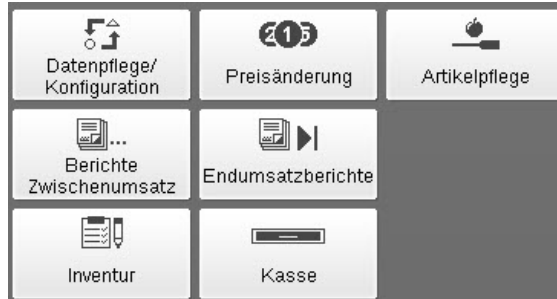 Datenpflege/
Konfiguration
Preisänderung
Artikelpflege
Berichte
Zwischenumsatz
Endumsatzberichte
Inventur
Kasse